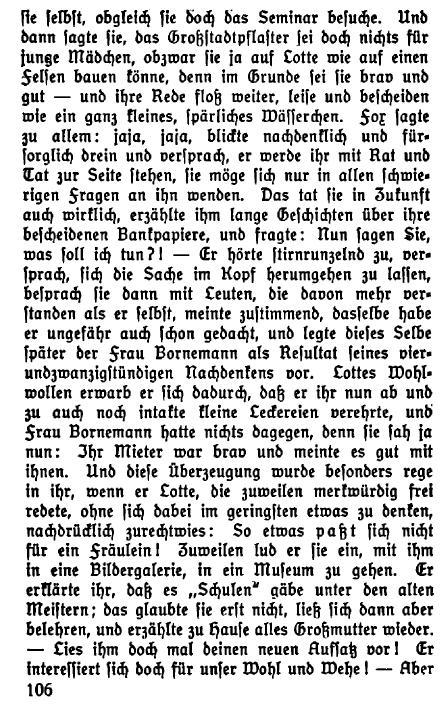 sie selbst, obgleich sie doch das Seminar besuche. Und
dann sagte sie, das Großstadtpflaster sei doch nichts für
junge Mädchen, obzwar sie ja auf Lotte wie auf einen
Felsen bauen könne, denn im Grunde sei sie brav und
gut — und ihre Rede floß weiter, leise und bescheiden
wie ein ganz kleines, spärliches Wässerchen. Fox sagte
zu allem: jaja, jaja, blickte nachdenklich und für-
sorglich drein und versprach, er werde ihr mit Rat und
Tat zur Seite stehen, sie möge sich nur in allen schwie-
rigen Fragen an ihn wenden. Das tat sie in Zukunft
auch wirklich, erzählte ihm lange Geschichten über ihre
bescheidenen Bankpapiere, und fragte: Nun sagen Sie,
was soll ich tun?! — Er hörte stirnrunzelnd zu, ver-
sprach, sich die Sache im Kopf herumgehen zu lassen,
besprach sie dann mit Leuten, die davon mehr ver-
standen als er selbst, meinte zustimmend, dasselbe habe
er ungefähr auch schon gedacht, und legte dieses Selbe
später der Frau Bornemann als Resultat seines vier-
undzwanzigstündigen Nachdenkens vor. Lottes Wohl-
wollen erwarb er sich dadurch, daß er ihr nun ab und
zu auch noch intakte kleine Leckereien verehrte, und
Frau Bornemann hatte nichts dagegen, denn sie sah ja
nun: Ihr Mieter war brav und meinte es gut mit
ihnen. Und diese Überzeugung wurde besonders rege
in ihr, wenn er Lotte, die zuweilen merkwürdig frei
redete, ohne sich dabei im geringsten etwas zu denken,
nachdrücklich zurechtwies: So etwas paßt sich nicht
für ein Fräulein! Zuweilen lud er sie ein, mit ihm
in eine Bildergalerie, in ein Museum zu gehen. Er
erklärte ihr, daß es „Schulen“ gäbe unter den alten
Meistern; das glaubte sie erst nicht, ließ sich dann aber
belehren, und erzählte zu Hause alles Großmutter wieder.
— Lies ihm doch mal deinen neuen Aufsatz vor! Er
interessiert sich doch für unser Wohl und Wehe! — Aber
106